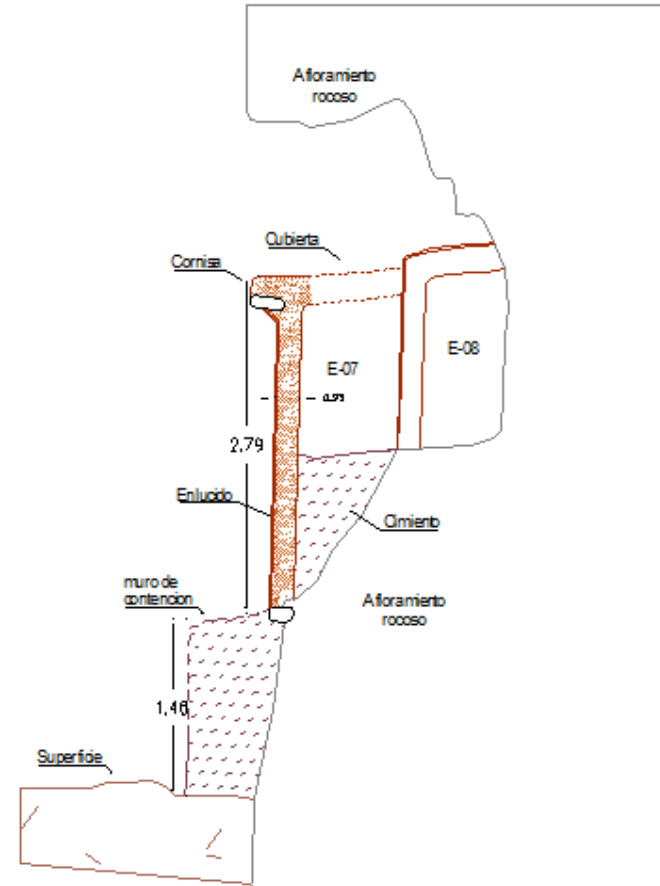 Afloramiento
rocoso
Cubierta
Cornisa
E-07
E-08
2,79
Enlucido
Cimiento
muro de
contencion
Afloramiento
rocoso
1,46
Superficie